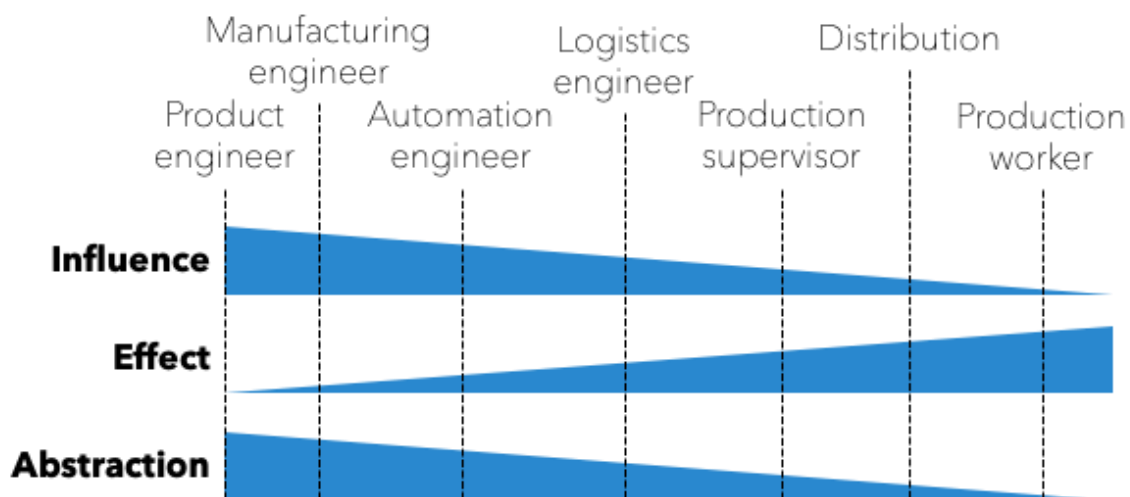 Manufacturing
engineer
Logistics
engineer
Distribution
Product
engineer
Automation
engineer
Production
supervisor
Production
worker
Influence
Effect
Abstraction